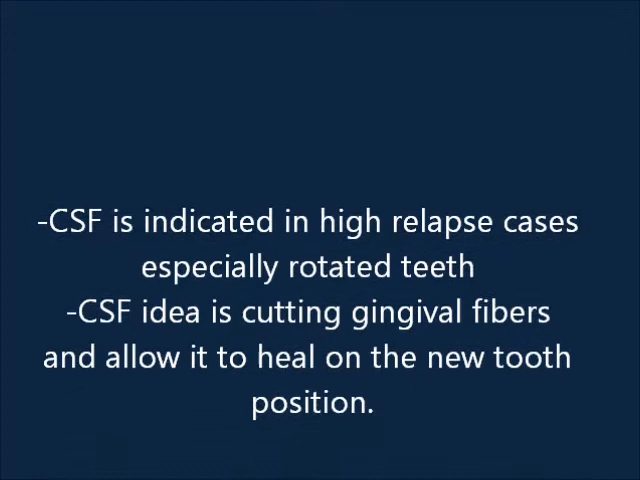 -CSF is indicated in high relapse cases
especially rotated teeth
-CSF idea is cutting gingival fibers
and allow it to heal on the new tooth
position.